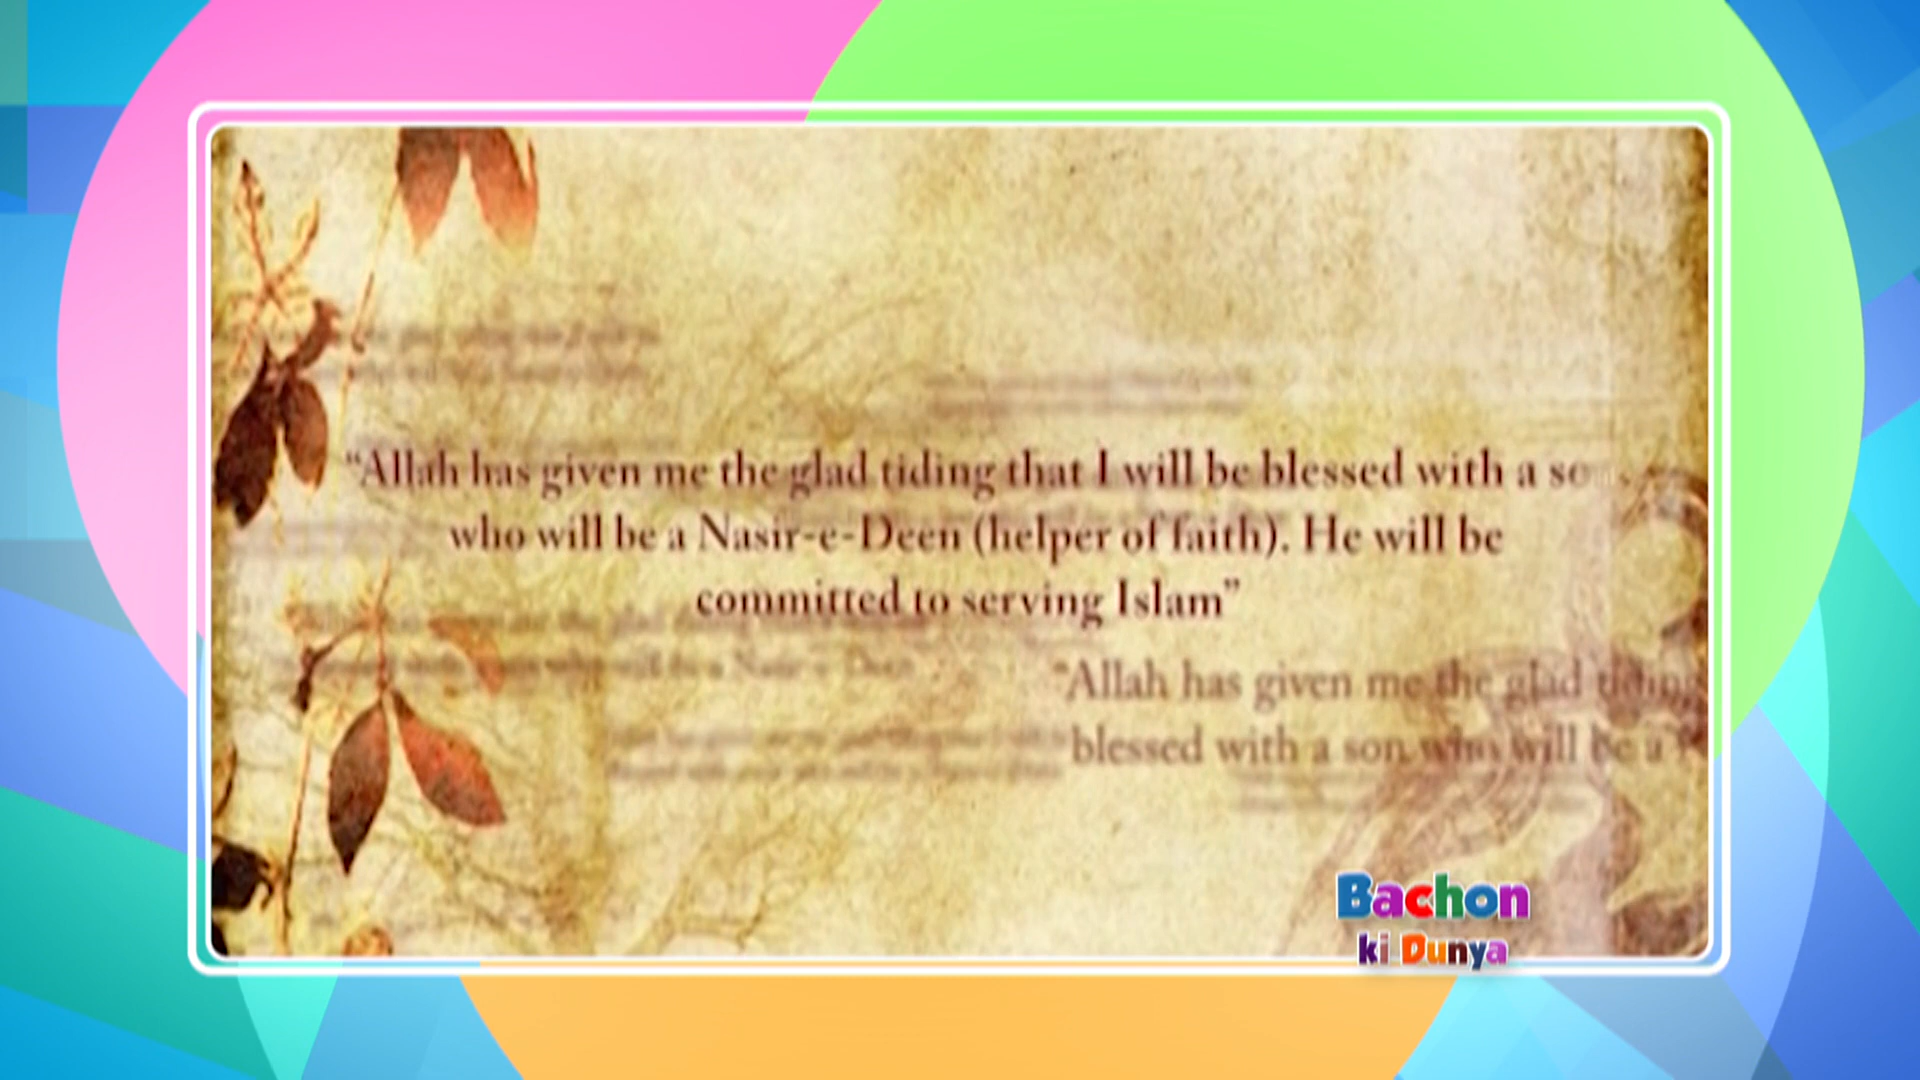 “Allah has given me the glad tiding that I will be blessed with a so
who will be a Nasir-e-Deen (helper of faith). He will be
committed to serving Islam”
“Allah has given me the glad tiding
blessed with a son who will be a
Bachon
ki Dunya